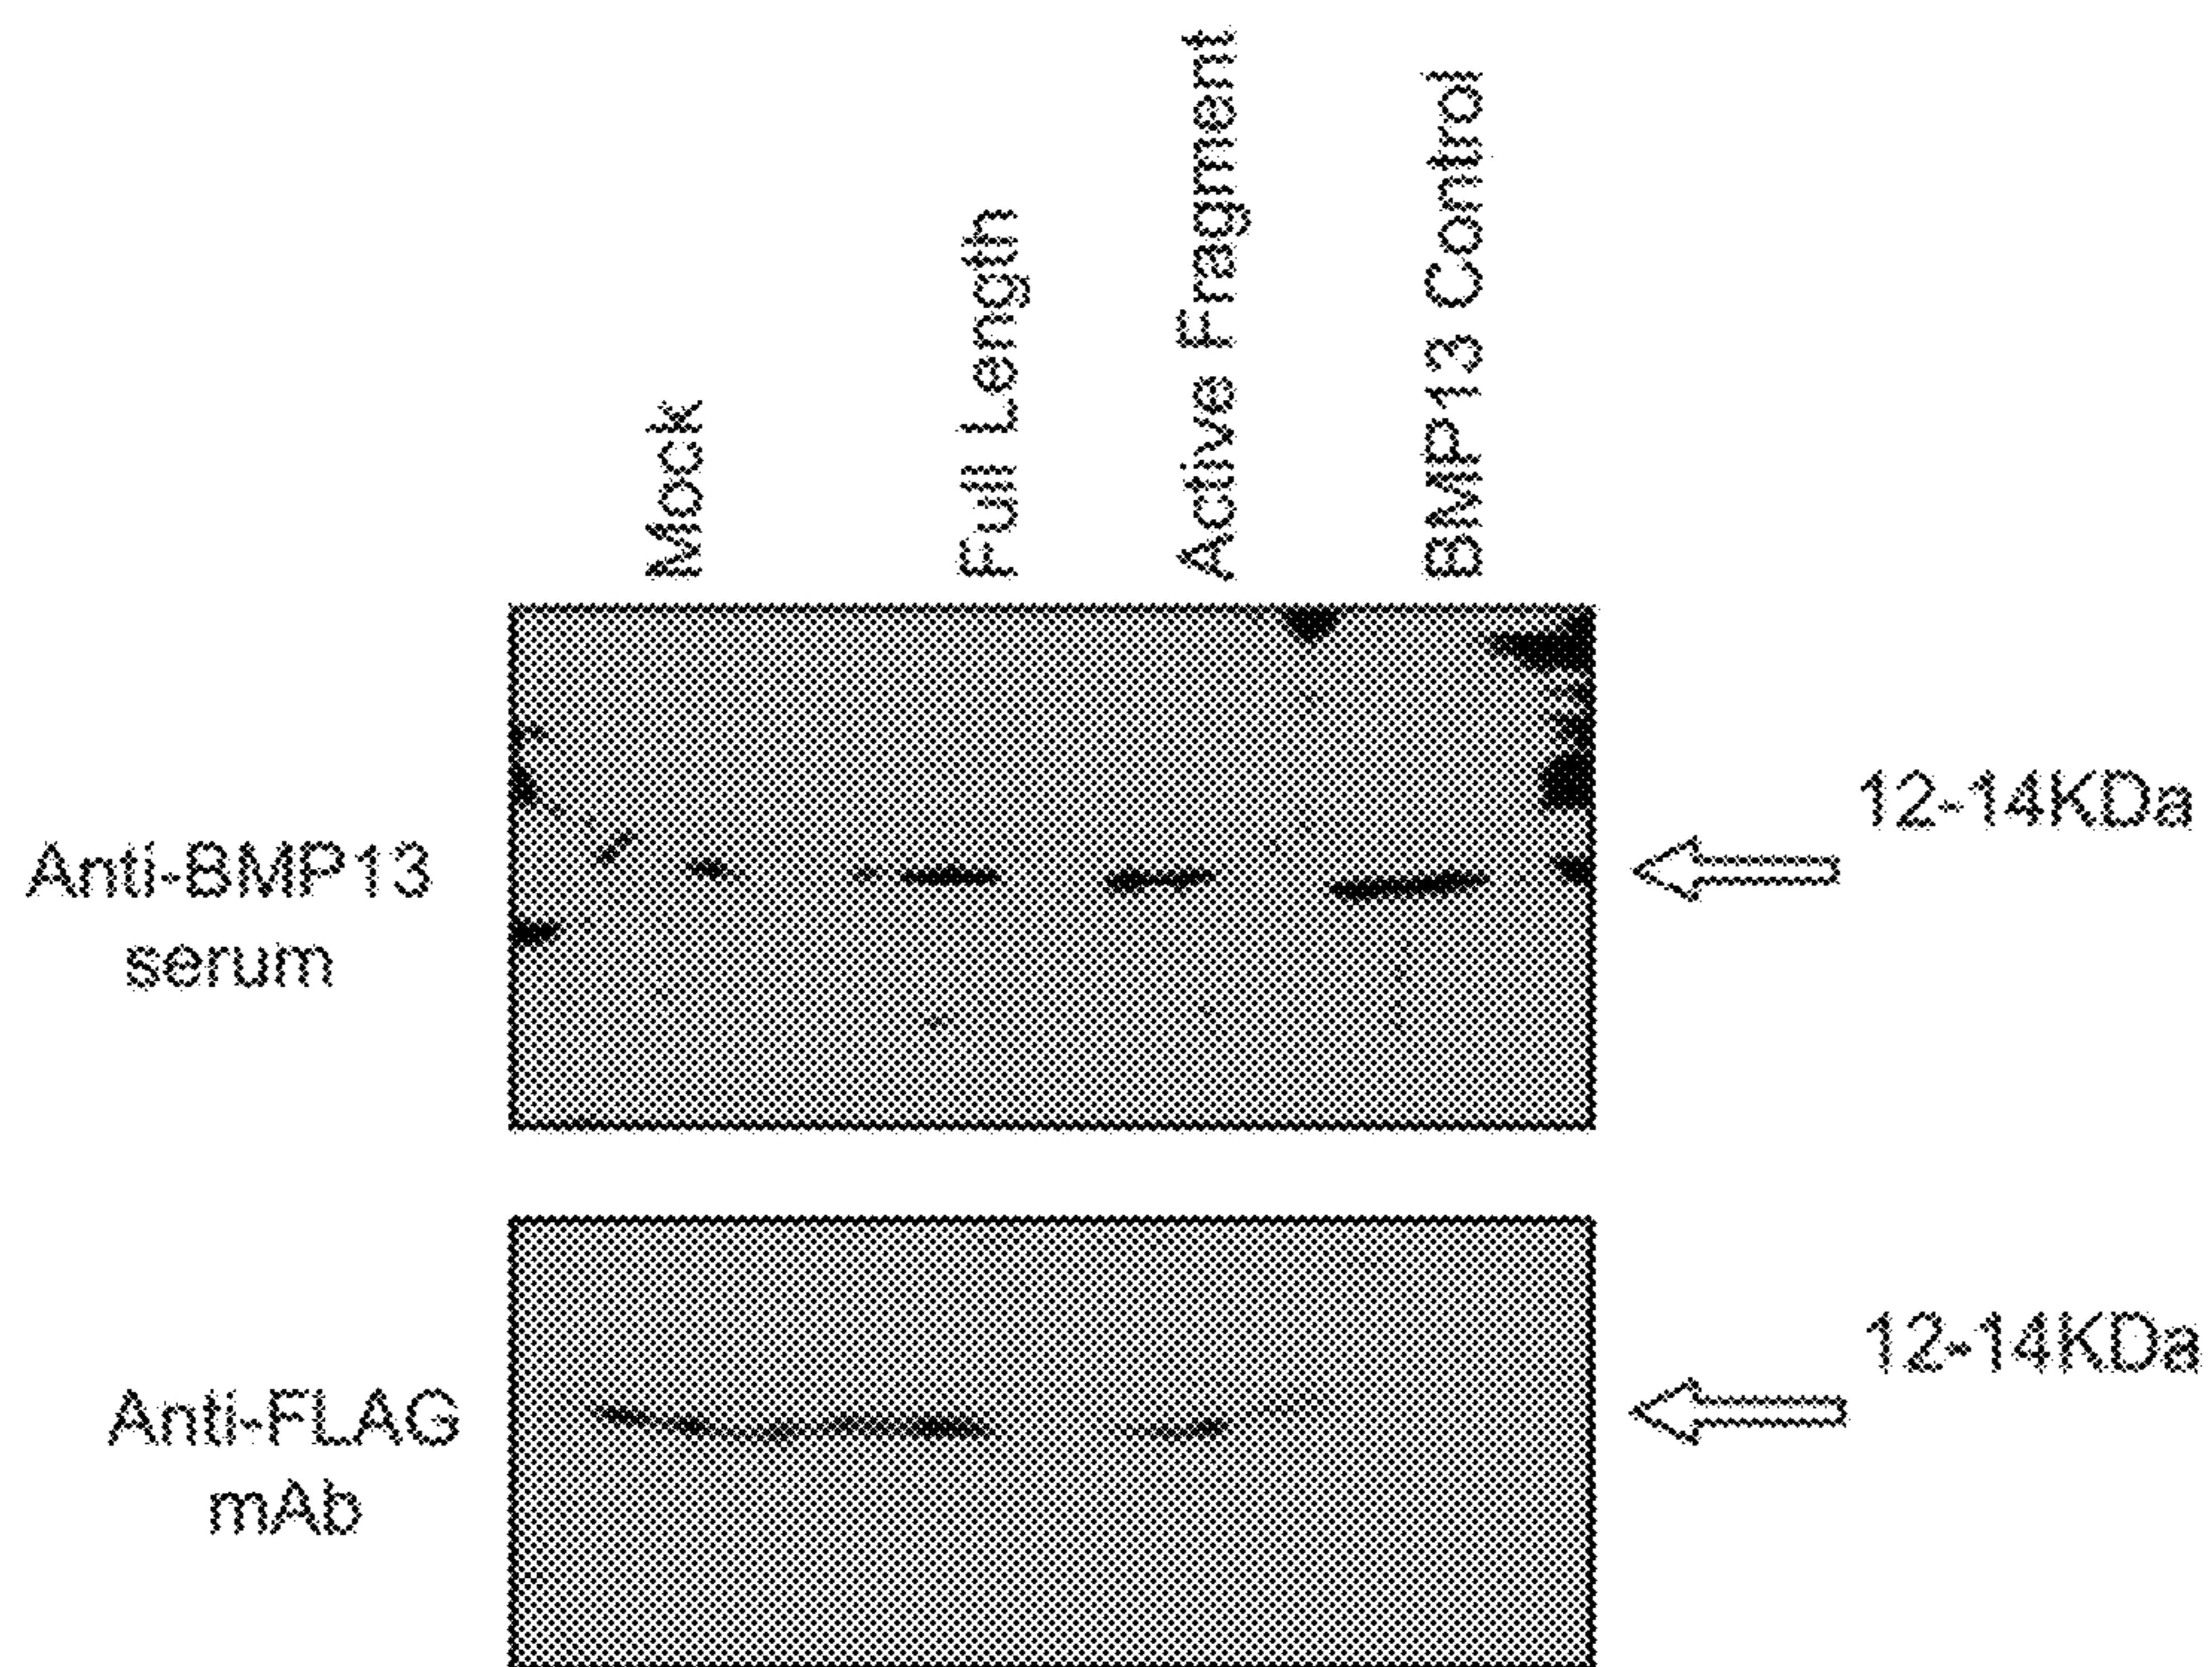 Mock
Full Length
Active Fragment
BMP13 Control
12-14KDa
Anti-BMP13
serum
12-14KDa
Anti-FLAG
mAb